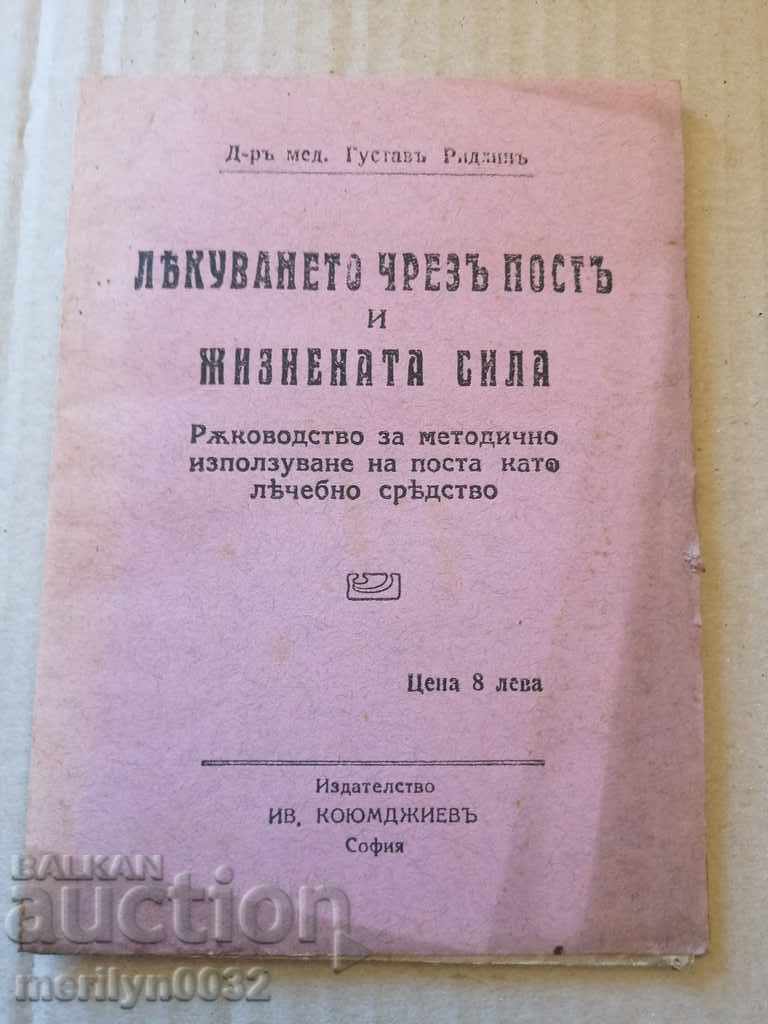 Д-ръ мед. Густавъ Ридлинъ
ЛѢКУВАНЕТО ЧРЕЗЪ ПОСТЪ
И
ЖИЗНЕНАТА СИЛА
Рѫководство за методично
използуване на поста като
лѣчебно срѣдство
Цена 8 лева
Издателство
ИВ. КОЮМДЖИЕВЪ
София
BALKAN
auction
merilyn0032